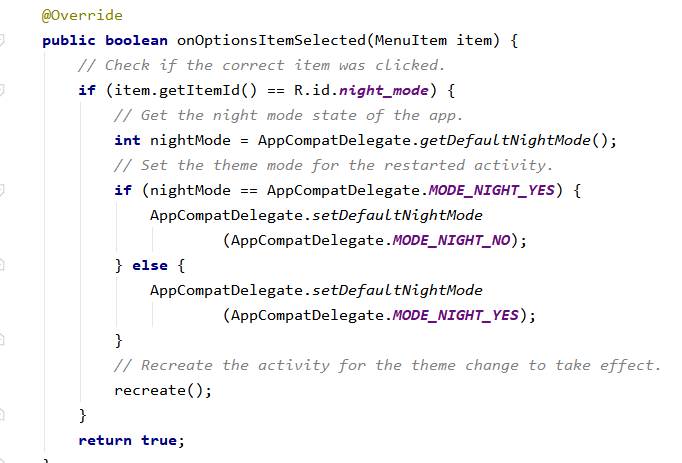 @Override
public boolean onOptionsItemSelected(MenuItem item) {
// Check if the correct item was clicked.
if (item.getItemId() == R.id.night_mode) {
// Get the night mode state of the app.
int nightMode = AppCompatDelegate.getDefaultNightMode();
// Set the theme mode for the restarted activity.
if (nightMode == AppCompatDelegate.MODE_NIGHT_YES) {
AppCompatDelegate.setDefaultNightMode
(AppCompatDelegate.MODE_NIGHT_NO);
} else {
AppCompatDelegate.setDefaultNightMode
(AppCompatDelegate.MODE_NIGHT_YES);
}
// Recreate the activity for the theme change to take effect.
recreate();
}
return true;
}